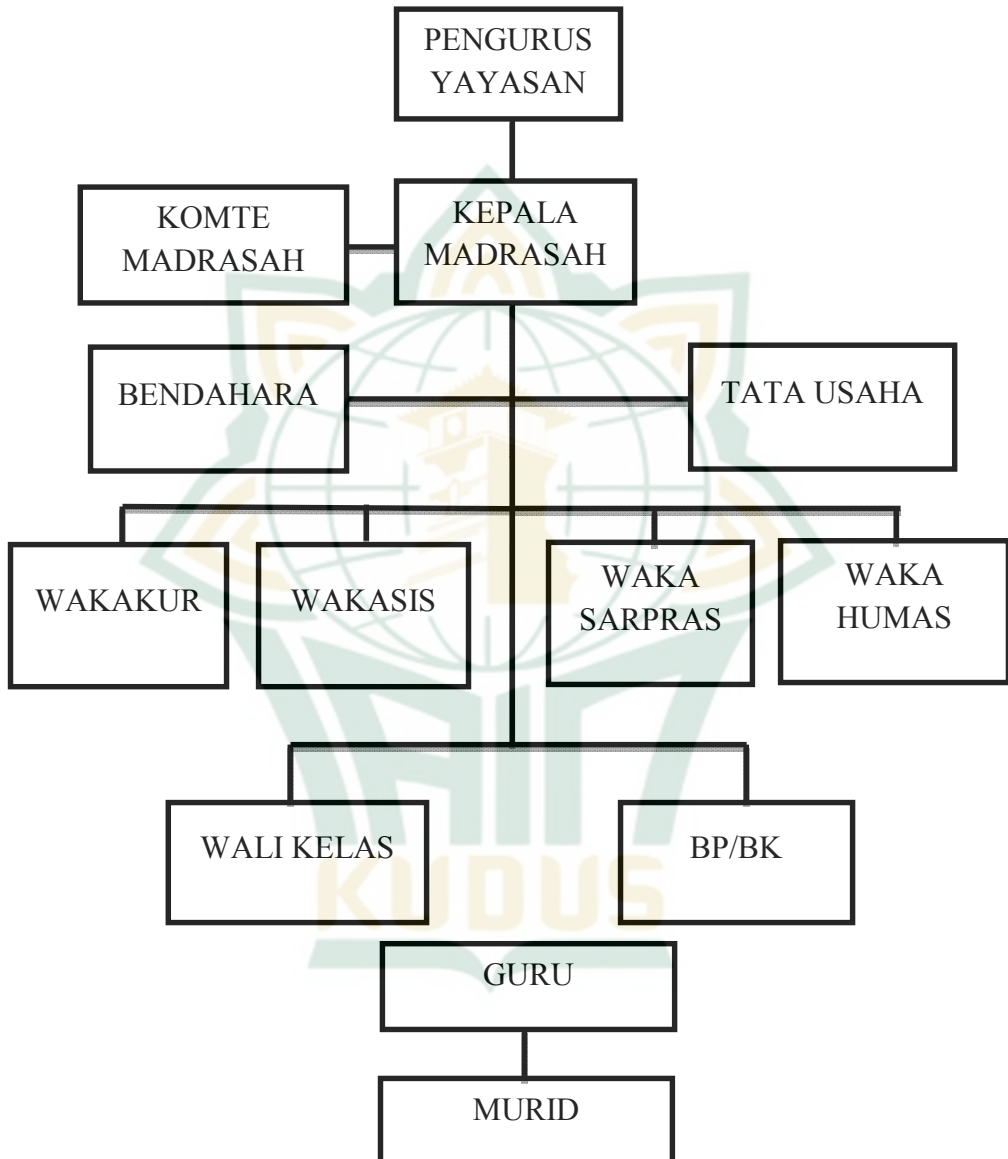 PENGURUS
YAYASAN
KOMTE
MADRASAH
KEPALA
MADRASAH
BENDAHARA
TATA USAHA
WAKAKUR
WAKASIS
WAKA
SARPRAS
WAKA
HUMAS
WALI KELAS
BP/BK
KUDUS
GURU
MURID